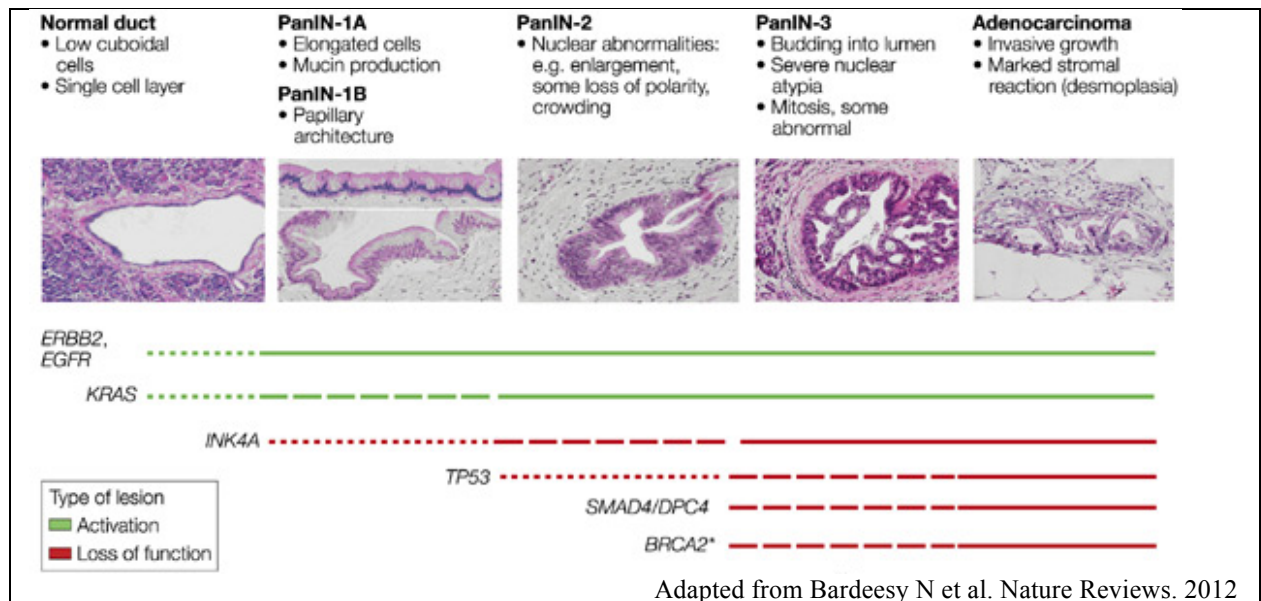 Normal duct
• Low cuboidal
cells
• Single cell layer
PanIN-1A
• Elongated cells
• Mucin production
PanIN-1B
• Papillary
architecture
PanIN-2
• Nuclear abnormalities:
e.g. enlargement,
some loss of polarity,
crowding
PanIN-3
• Budding into lumen
• Severe nuclear
atypia
• Mitosis, some
abnormal
Adenocarcinoma
• Invasive growth
• Marked stromal
reaction (desmoplasia)
ERBB2,
EGFR
KRAS
INK4A
TP53
SMAD4/DPC4
BRCA2*
Type of lesion
Activation
Loss of function
Adapted from Bardeesy N et al. Nature Reviews. 2012